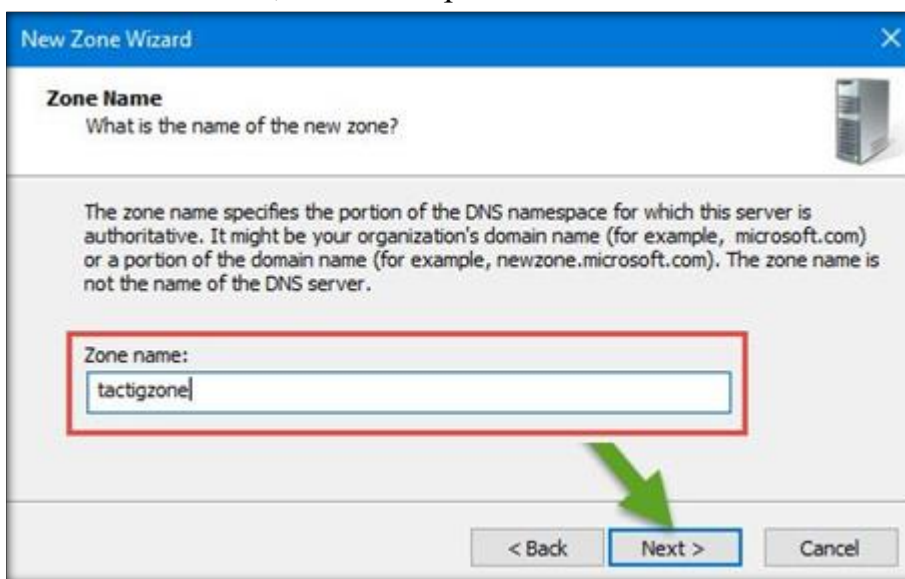 New Zone Wizard
Zone Name
What is the name of the new zone?
The zone name specifies the portion of the DNS namespace for which this server is
authoritative. It might be your organization's domain name (for example, microsoft.com)
or a portion of the domain name (for example, newzone.microsoft.com). The zone name is
not the name of the DNS server.
Zone name:
tactigzone
< Back Next > Cancel